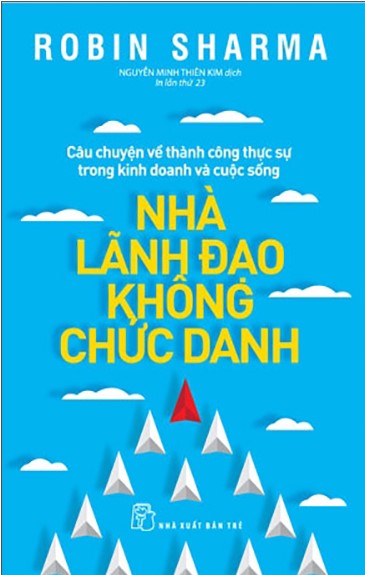 ROBIN SHARMA
NGUYỄN MINH THIÊN KIM dịch
In lần thứ 23
Câu chuyện về thành công thực sự
trong kinh doanh và cuộc sống
NHÀ
LÃNH ĐẠO
KHÔNG
CHỨC DANH
NHÀ XUẤT BẢN TRẺ